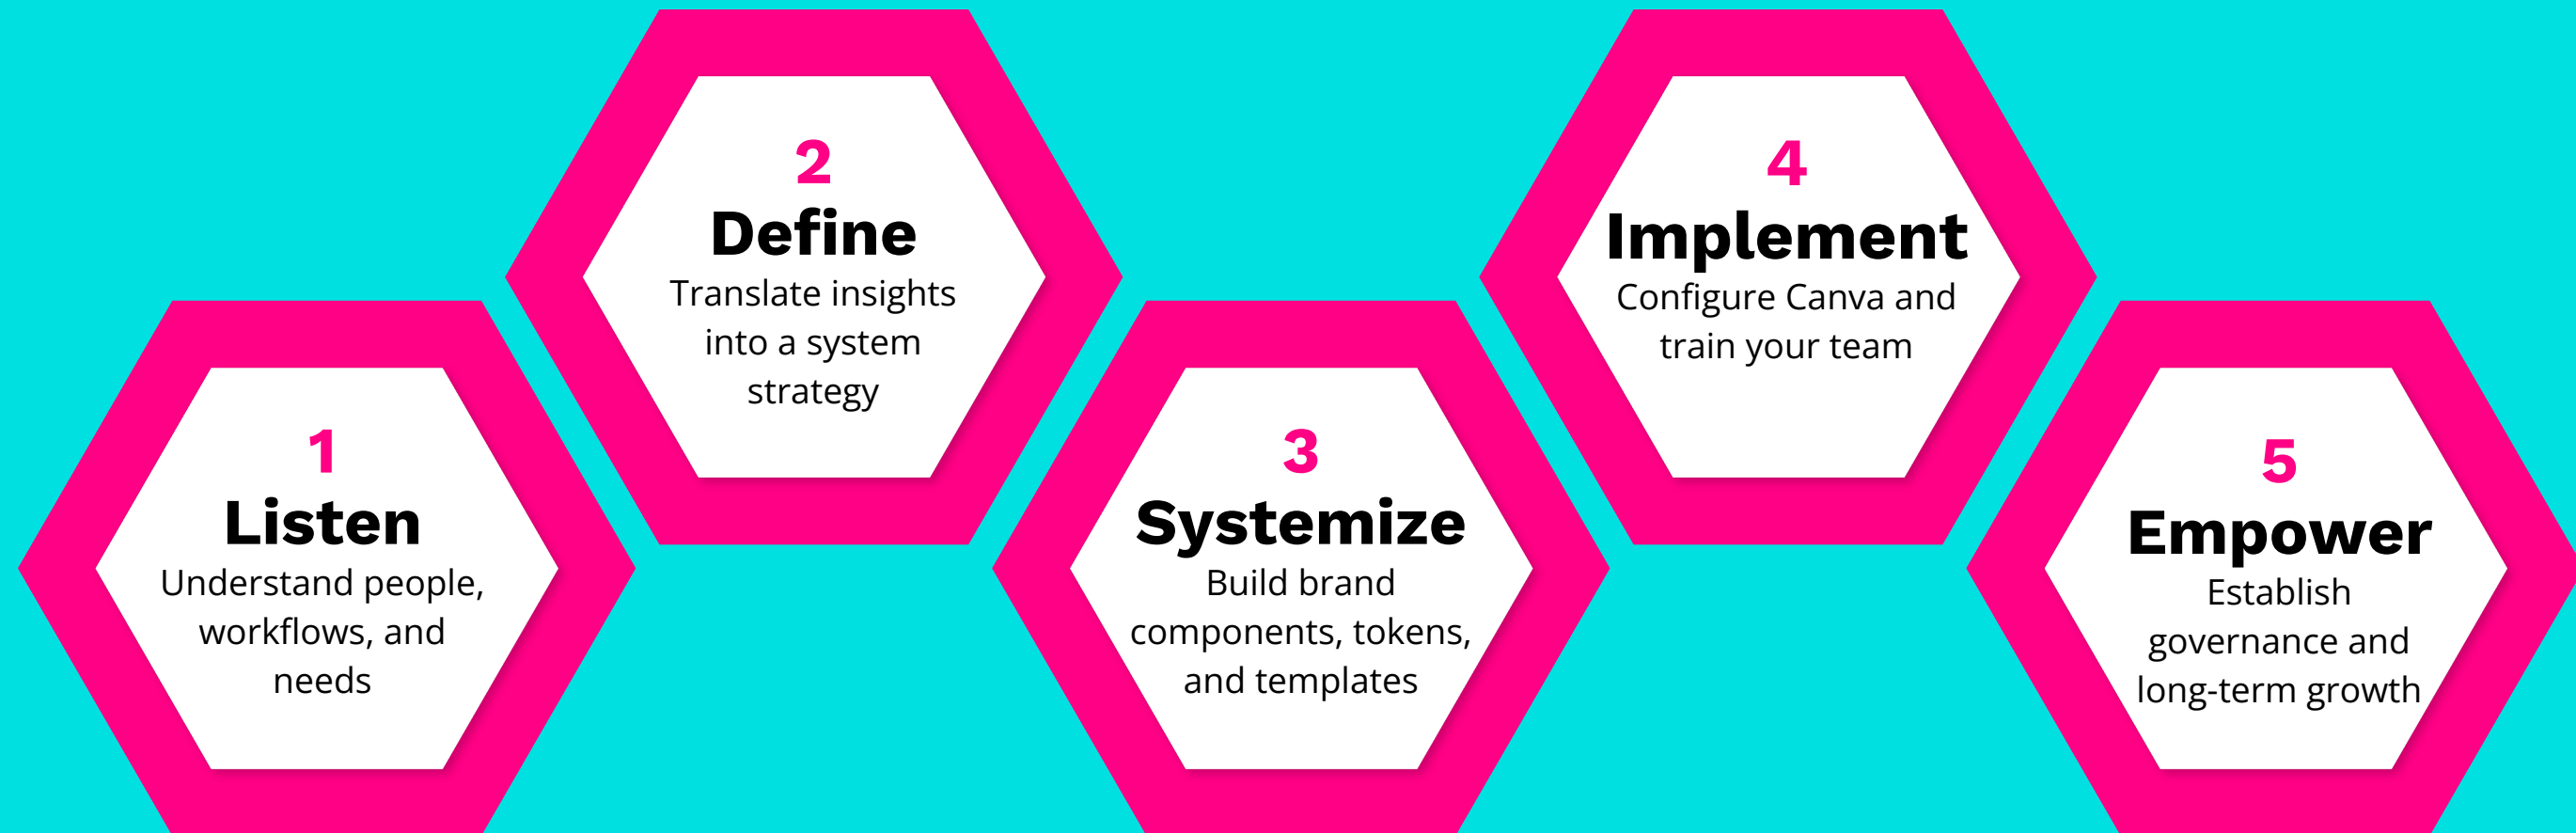 1
Listen
Understand people,
workflows, and
needs
2
Define
Translate insights
into a system
strategy
3
Systemize
Build brand
components, tokens,
and templates
4
Implement
Configure Canva and
train your team
5
Empower
Establish
governance and
long-term growth